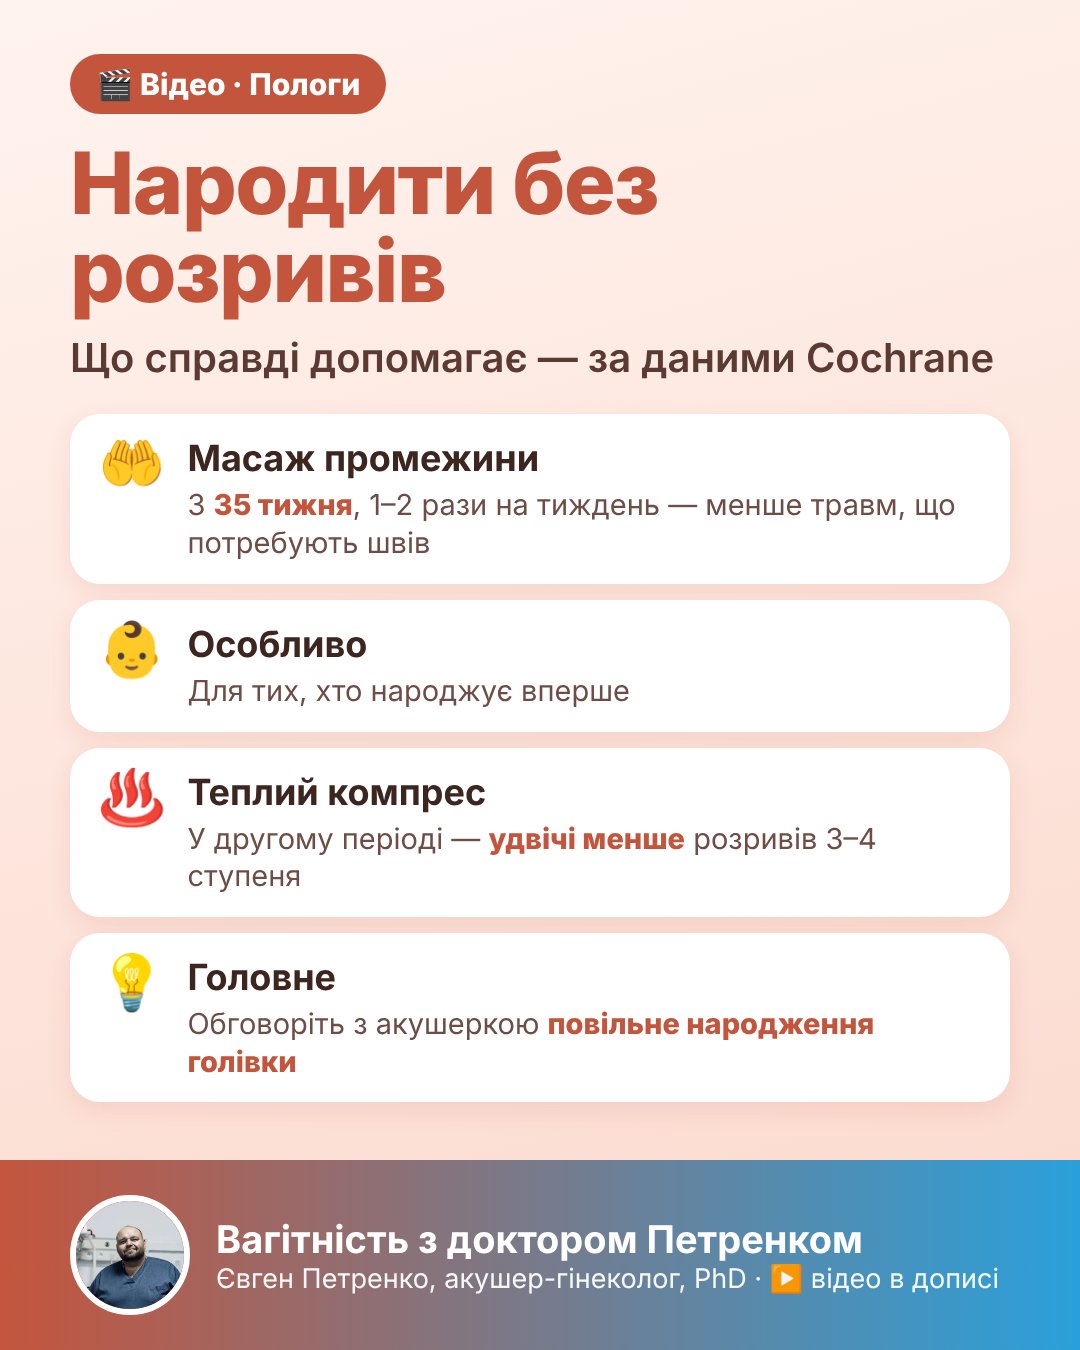 🎬 Відео · Пологи
Народити без
розривів
Що справді допомагає — за даними Cochrane
Масаж промежини
З 35 тижня, 1–2 рази на тиждень — менше травм, що
потребують швів
Особливо
Для тих, хто народжує вперше
Теплий компрес
У другому періоді — удвічі менше розривів 3–4
ступеня
Головне
Обговоріть з акушеркою повільне народження
голівки
Вагітність з доктором Петренком
Євген Петренко, акушер-гінеколог, PhD · ▶️ відео в дописі